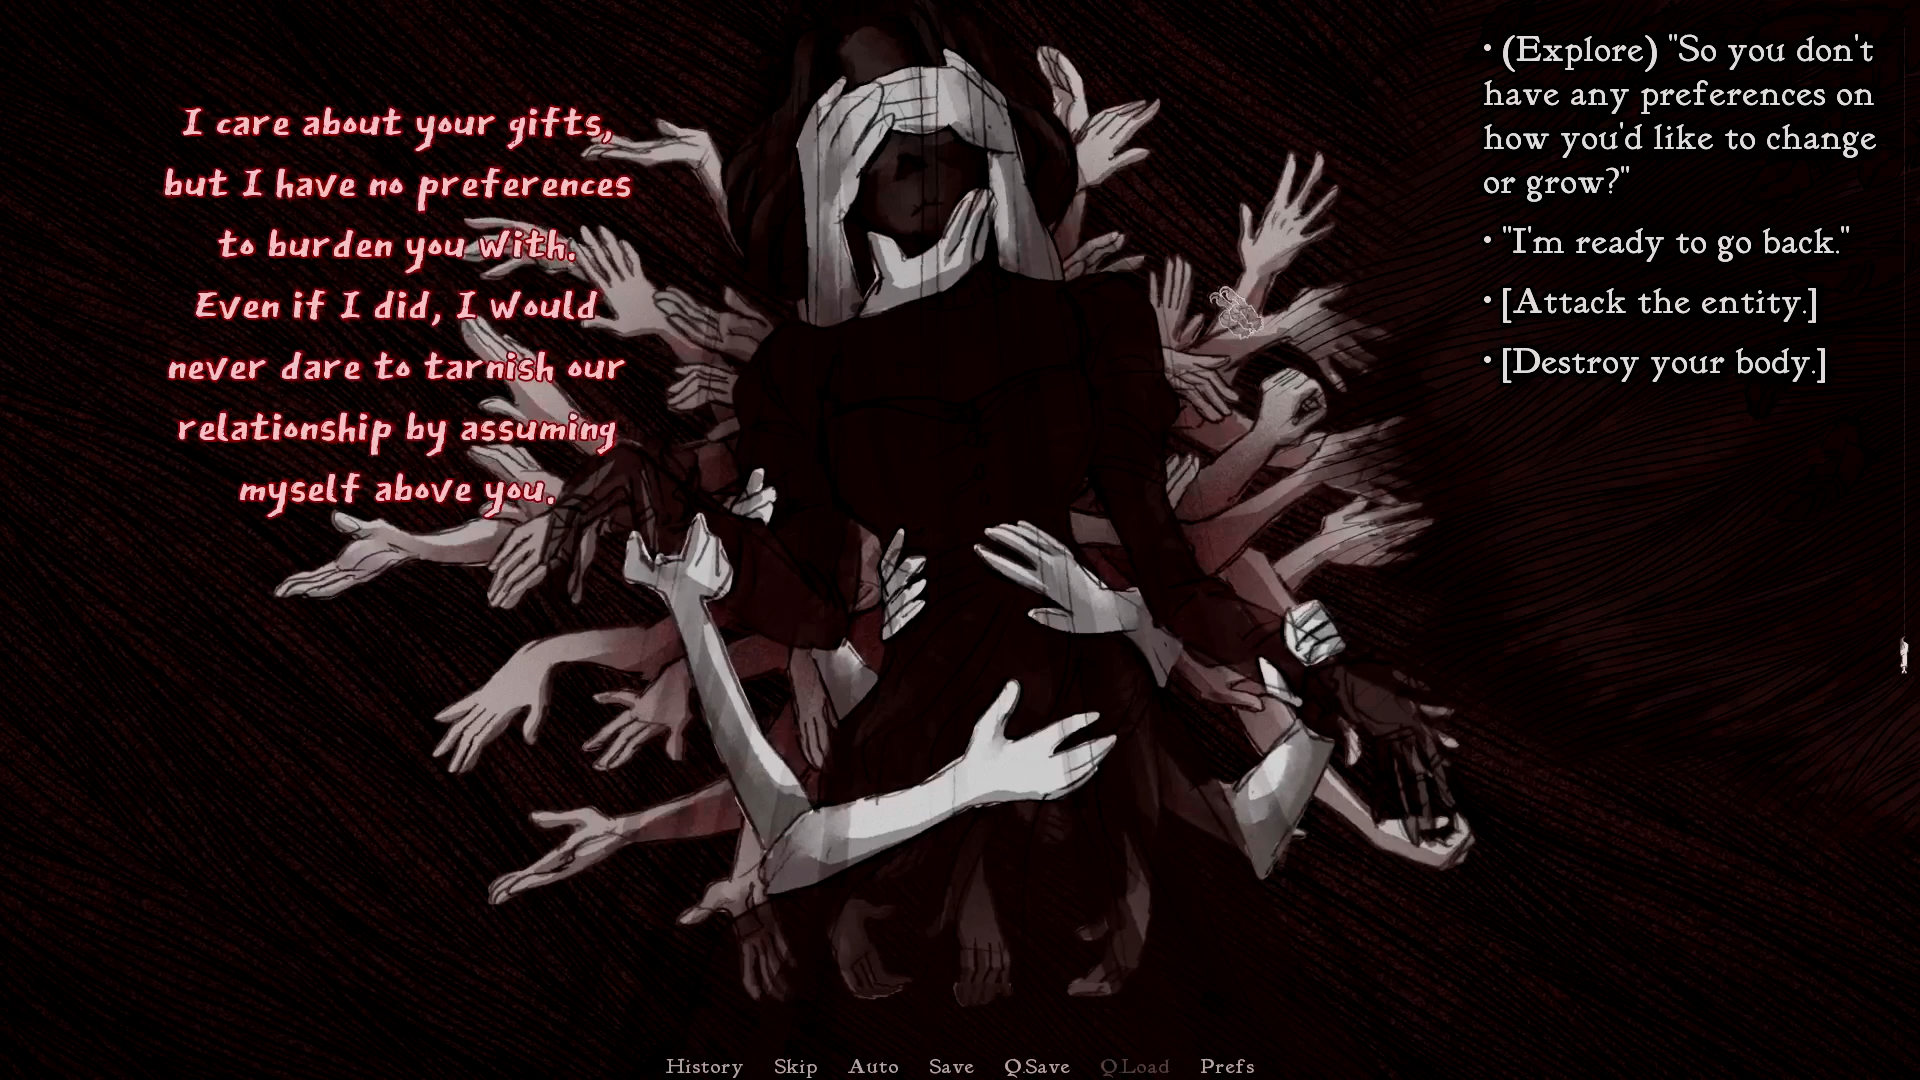 I care about your gifts,
but I have no preferences
to burden you with.
Even if I did, I would
never dare to tarnish our
relationship by assuming
myself above you.
• (Explore) "So you don't
have any preferences on
how you'd like to change
or grow?"
• "I'm ready to go back."
• [Attack the entity.]
• [Destroy your body.]
History Skip Auto Save Q.Save Q.Load Prefs